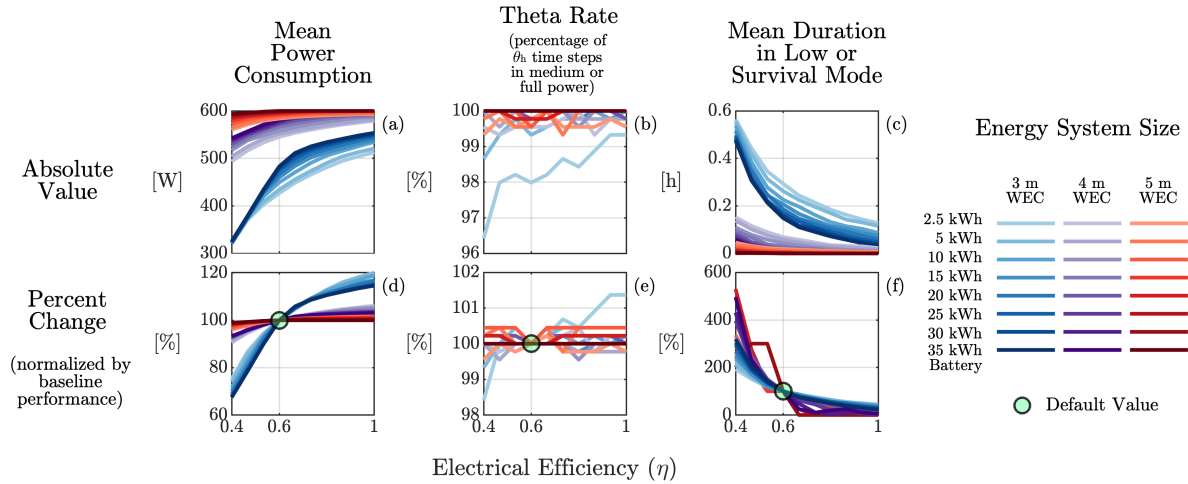 Mean
Power
Consumption
Theta Rate
(percentage of
θh time steps
in medium or
full power)
Mean Duration
in Low or
Survival Mode
Absolute
Value
[W]
600
500
400
300
(a)
[%]
100
99
98
97
96
(b)
[h]
0.6
0.4
0.2
0
(c)
Percent
Change
(normalized by
baseline
performance)
[%]
120
100
80
60
(d)
0.4
0.6
1
[%]
102
101
100
99
98
(e)
0.4
0.6
1
[%]
600
400
200
0
(f)
0.4
0.6
1
Electrical Efficiency (η)
Energy System Size
3 m
WEC
4 m
WEC
5 m
WEC
2.5 kWh
5 kWh
10 kWh
15 kWh
20 kWh
25 kWh
30 kWh
35 kWh
Battery
Default Value